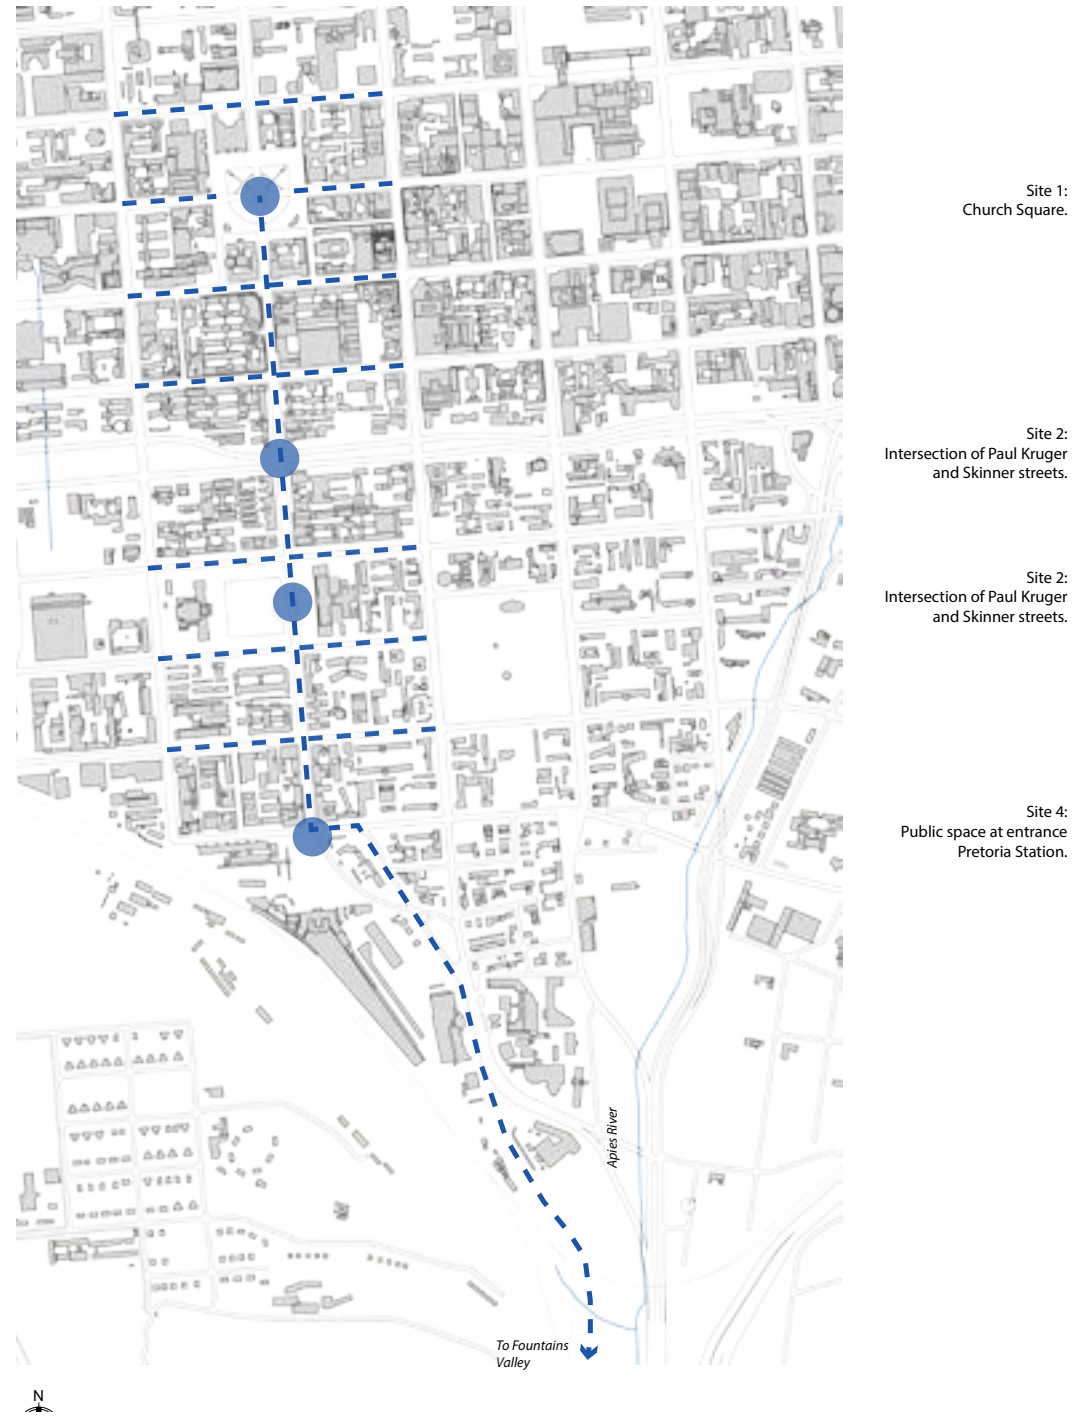 Site 1:
Church Square.
Site 2:
Intersection of Paul Kruger
and Skinner streets.
Site 2:
Intersection of Paul Kruger
and Skinner streets.
Site 4:
Public space at entrance
Pretoria Station.
Apies River
To Fountains
Valley
N